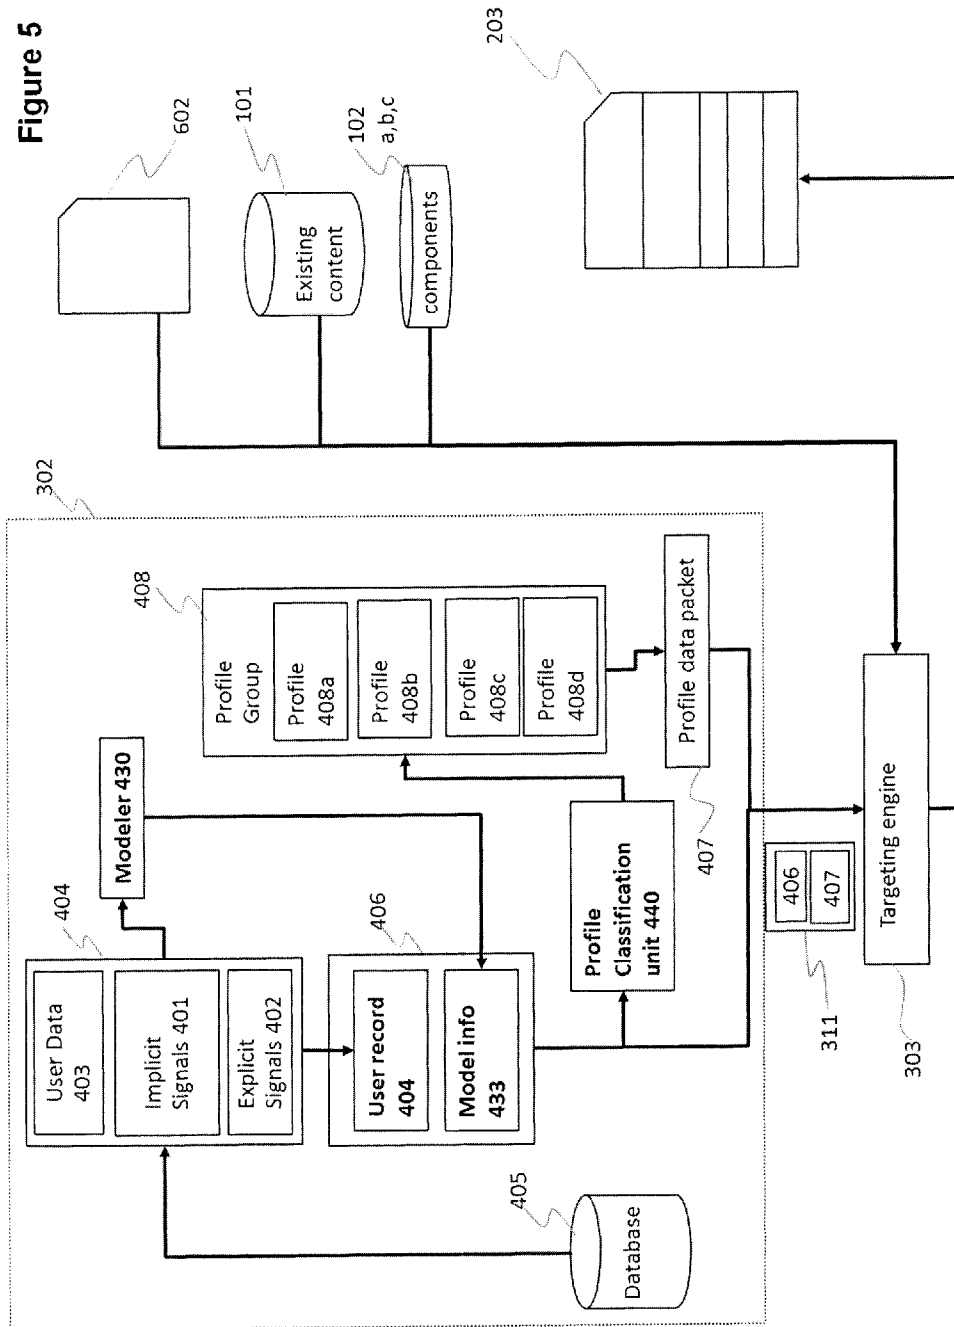 Figure 5
602
101
Existing
content
102
a,b,c
components
203
302
404
User Data
403
Implicit
Signals 401
Explicit
Signals 402
Modeler 430
408
Profile
Group
Profile
408a
Profile
408b
Profile
408c
Profile
408d
406
User record
404
Model info
433
405
Database
Profile
Classification
unit 440
Profile data packet
407
406
407
311
Targeting engine
303